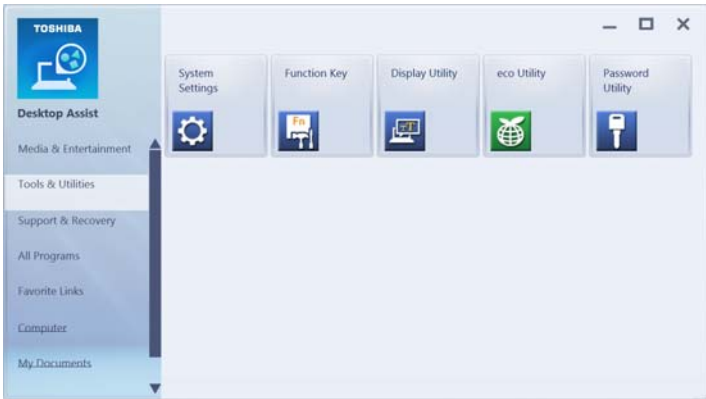 TOSHIBA
Desktop Assist
Media & Entertainment
Tools & Utilities
Support & Recovery
All Programs
Favorite Links
Computer
My Documents
System
Settings
Function Key
Fn
Display Utility
T
eco Utility
Password
Utility